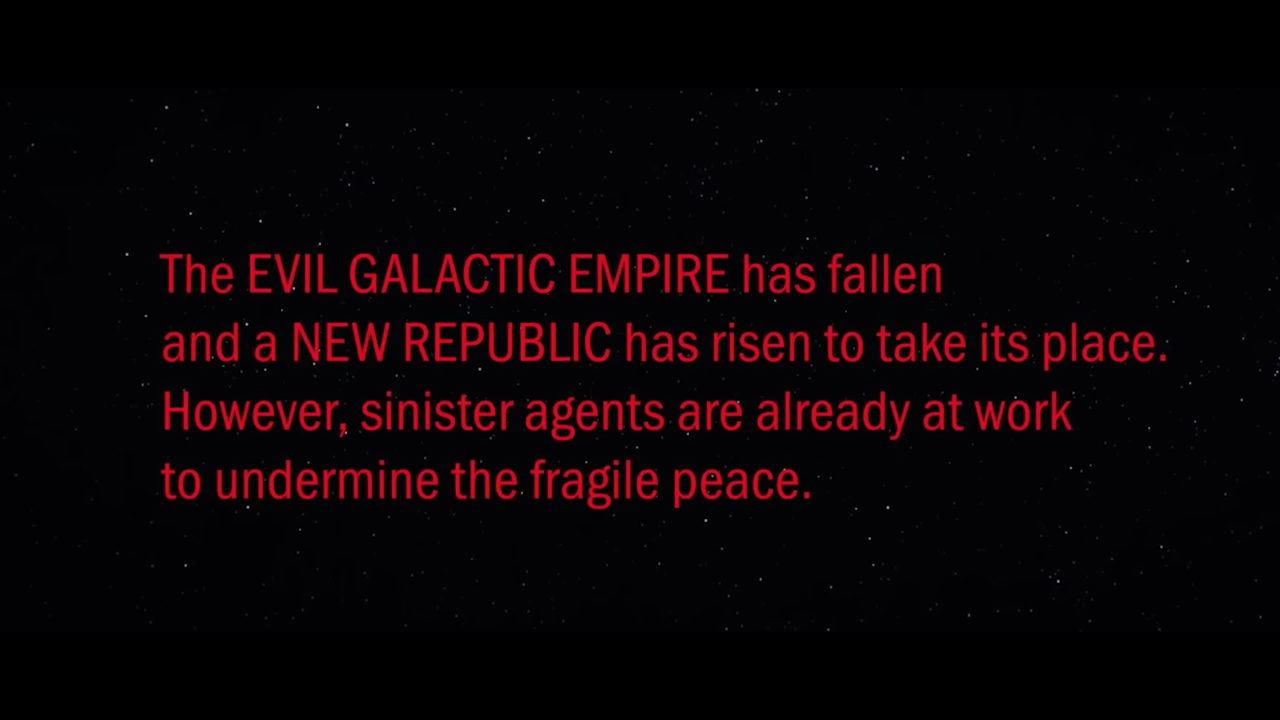 The EVIL GALACTIC EMPIRE has fallen
and a NEW REPUBLIC has risen to take its place.
However, sinister agents are already at work
to undermine the fragile peace.